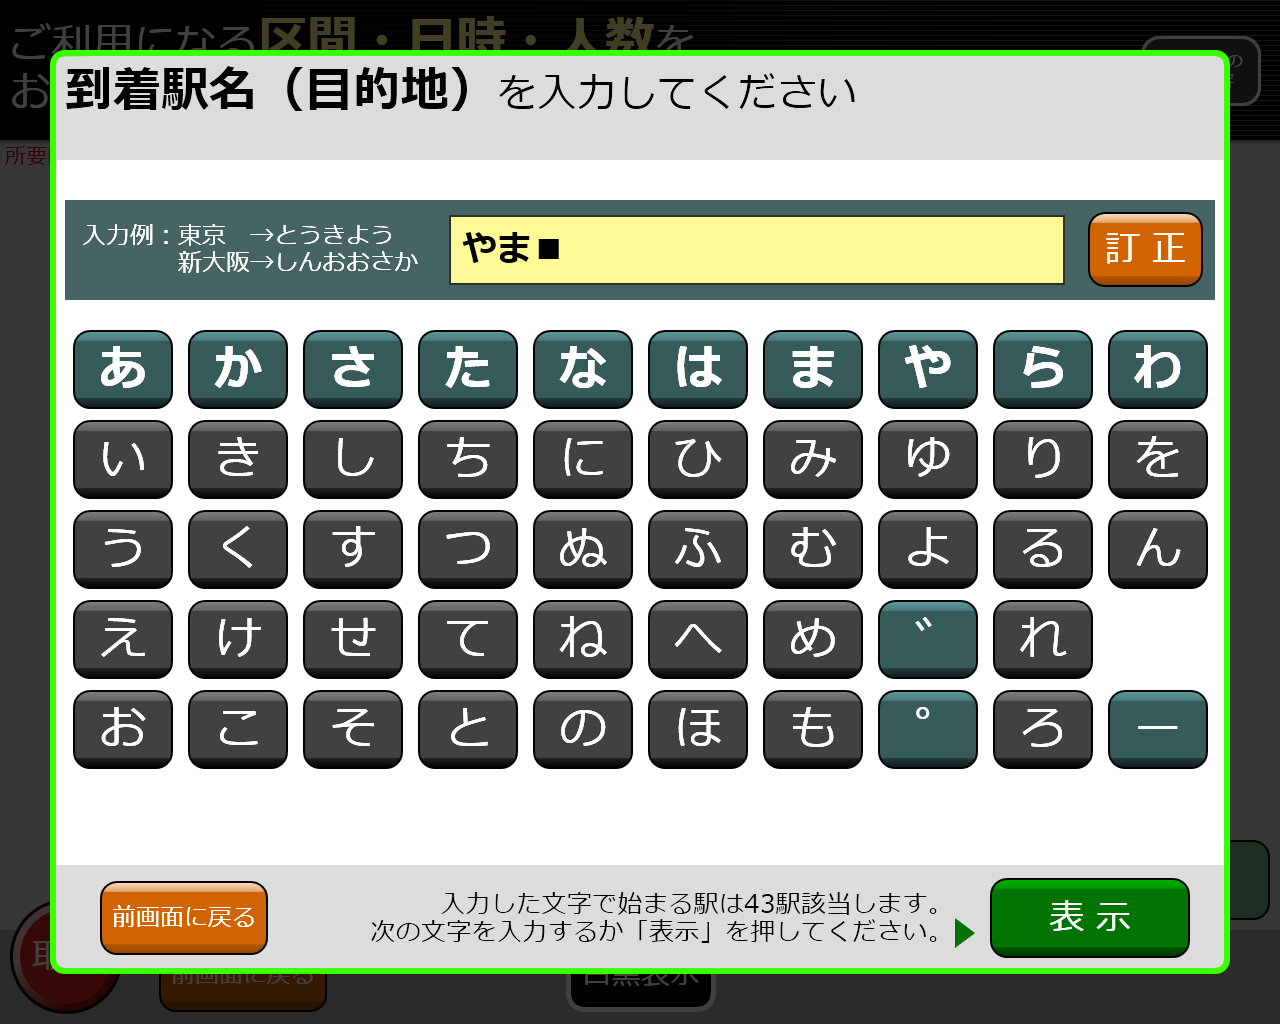 ご利用になる区間・日時・人数を
お
の
所要
到着駅名（目的地）を入力してください
入力例：東京　→とうきよう
新大阪→しんおおさか
やま■
訂 正
あ か さ た な は ま や ら わ
い き し ち に ひ み ゆ り を
う く す つ ぬ ふ む よ る ん
え け せ て ね へ め ゛ れ
お こ そ と の ほ も ゜ ろ ー
前画面に戻る
入力した文字で始まる駅は43駅該当します。
次の文字を入力するか「表示」を押してください。
表 示
取
前画面に戻る
白黒表示